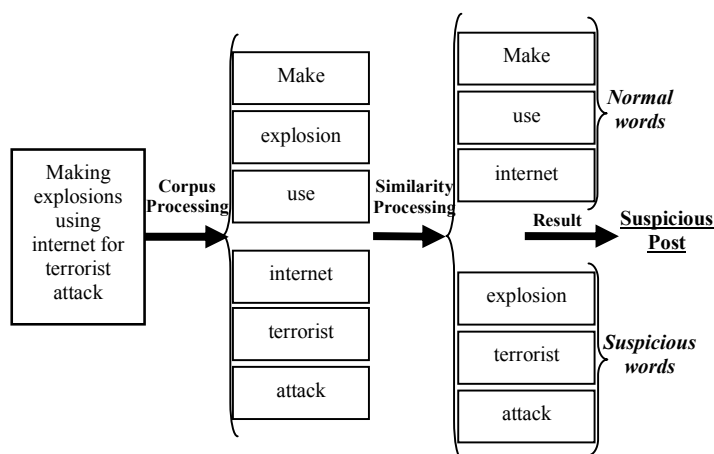 Making
explosions
using
internet for
terrorist
attack
Corpus
Processing
Make
explosion
use
internet
terrorist
attack
Similarity
Processing
Make
use
internet
Normal
words
explosion
terrorist
attack
Suspicious
words
Result
Suspicious
Post